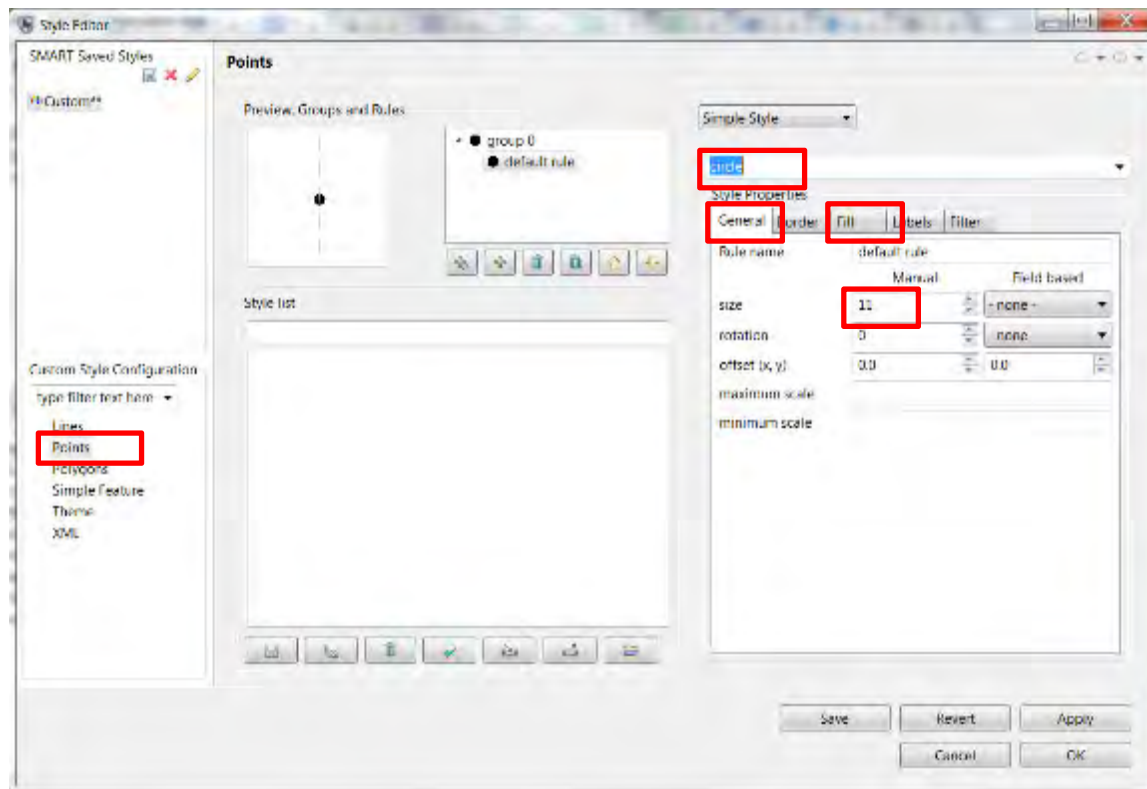 Style Editor
SMART Saved Styles
Points
**Custom**
Preview, Groups and Rules
group 0
default rule
Style list
Custom Style Configuration
type filter text here
Lines
Points
Polygons
Simple Feature
Theme
XML
Simple Style
circle
Style Properties
General Border Fill Labels Filter
Rule name default rule
Manual Field based
size 11 - none -
rotation 0 none
offset (x, y) 0.0 0.0
maximum scale
minimum scale
Save Revert Apply
Cancel OK